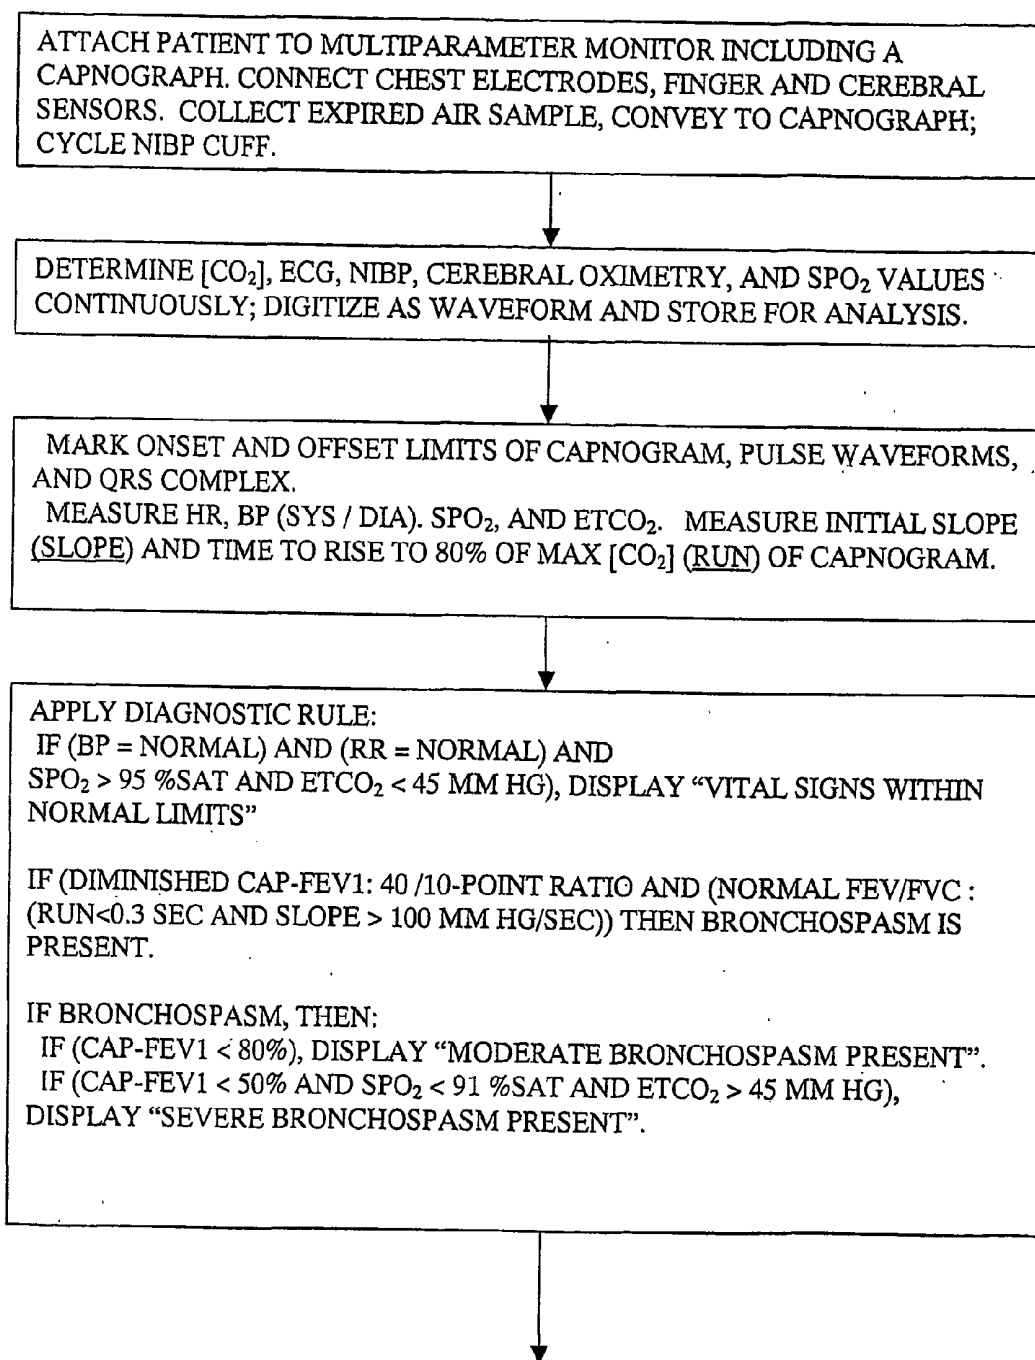 ATTACH PATIENT TO MULTIPARAMETER MONITOR INCLUDING A
CAPNOGRAPH. CONNECT CHEST ELECTRODES, FINGER AND CEREBRAL
SENSORS. COLLECT EXPIRED AIR SAMPLE, CONVEY TO CAPNOGRAPH;
CYCLE NIBP CUFF.
DETERMINE [CO₂], ECG, NIBP, CEREBRAL OXIMETRY, AND SPO₂ VALUES
CONTINUOUSLY; DIGITIZE AS WAVEFORM AND STORE FOR ANALYSIS.
MARK ONSET AND OFFSET LIMITS OF CAPNOGRAM, PULSE WAVEFORMS,
AND QRS COMPLEX.
MEASURE HR, BP (SYS / DIA). SPO₂, AND ETCO₂. MEASURE INITIAL SLOPE
(SLOPE) AND TIME TO RISE TO 80% OF MAX [CO₂] (RUN) OF CAPNOGRAM.
APPLY DIAGNOSTIC RULE:
IF (BP = NORMAL) AND (RR = NORMAL) AND
SPO₂ > 95 %SAT AND ETCO₂ < 45 MM HG), DISPLAY “VITAL SIGNS WITHIN
NORMAL LIMITS”
IF (DIMINISHED CAP-FEV1: 40 /10-POINT RATIO AND (NORMAL FEV/FVC :
(RUN<0.3 SEC AND SLOPE > 100 MM HG/SEC)) THEN BRONCHOSPASM IS
PRESENT.
IF BRONCHOSPASM, THEN:
IF (CAP-FEV1 < 80%), DISPLAY “MODERATE BRONCHOSPASM PRESENT”.
IF (CAP-FEV1 < 50% AND SPO₂ < 91 %SAT AND ETCO₂ > 45 MM HG),
DISPLAY “SEVERE BRONCHOSPASM PRESENT”.